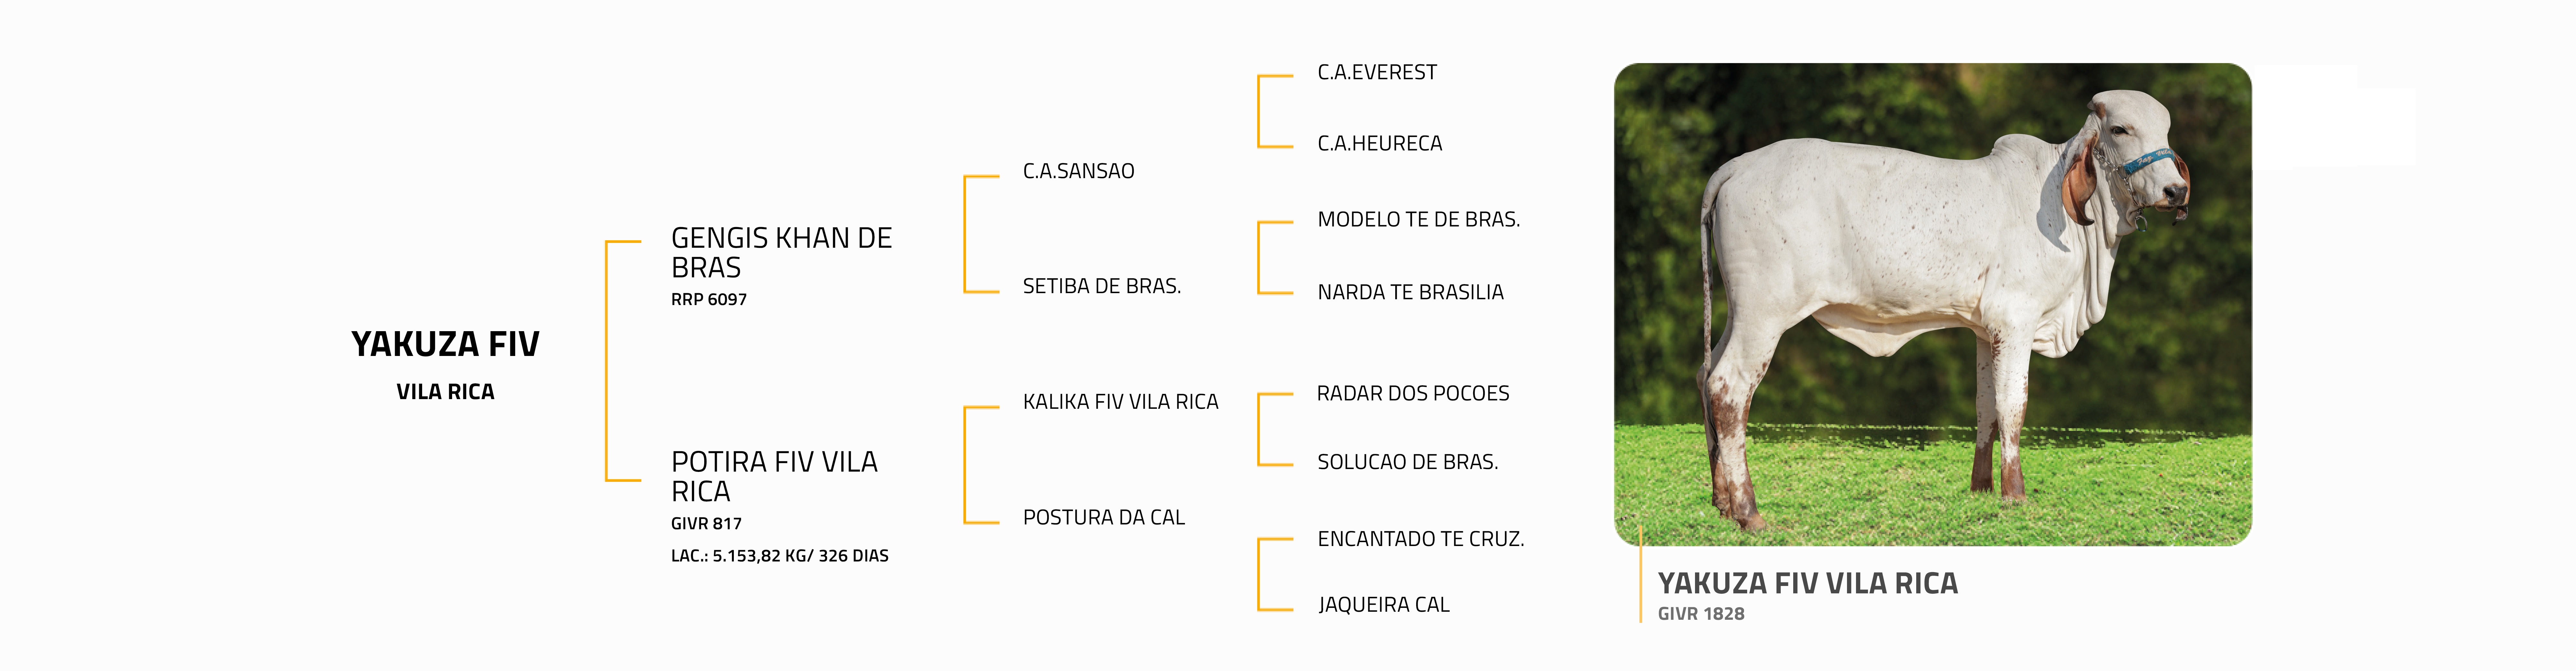 YAKUZA FIV
VILA RICA
GENGIS KHAN DE
BRAS
RRP 6097
POTIRA FIV VILA
RICA
GIVR 817
LAC.: 5.153,82 KG/ 326 DIAS
C.A.SANSAO
SETIBA DE BRAS.
KALIKA FIV VILA RICA
POSTURA DA CAL
C.A.EVEREST
C.A.HEURECA
MODELO TE DE BRAS.
NARDA TE BRASILIA
RADAR DOS POCOES
SOLUCAO DE BRAS.
ENCANTADO TE CRUZ.
JAQUEIRA CAL
YAKUZA FIV VILA RICA
GIVR 1828